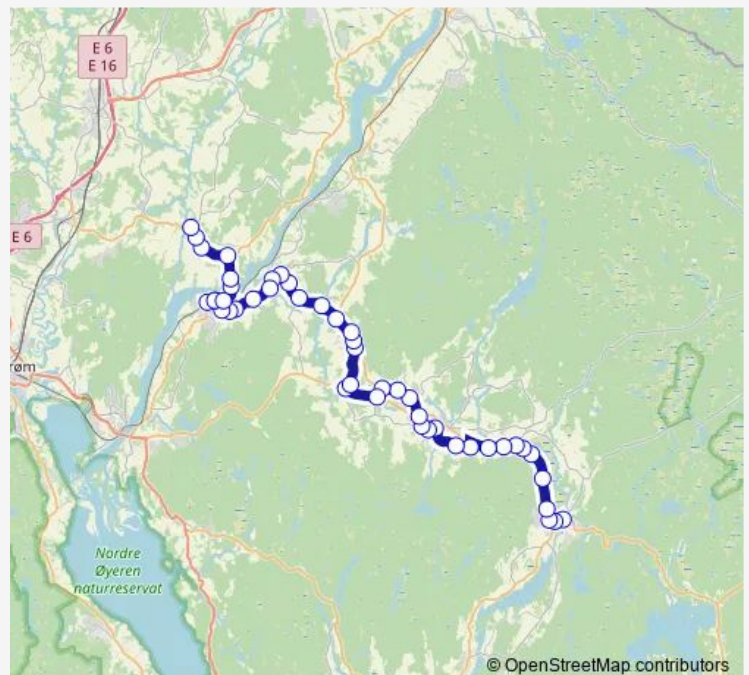 E 6
E 16
E 6
røm
Nordre
Øyeren
naturreservat
© OpenStreetMap contributors